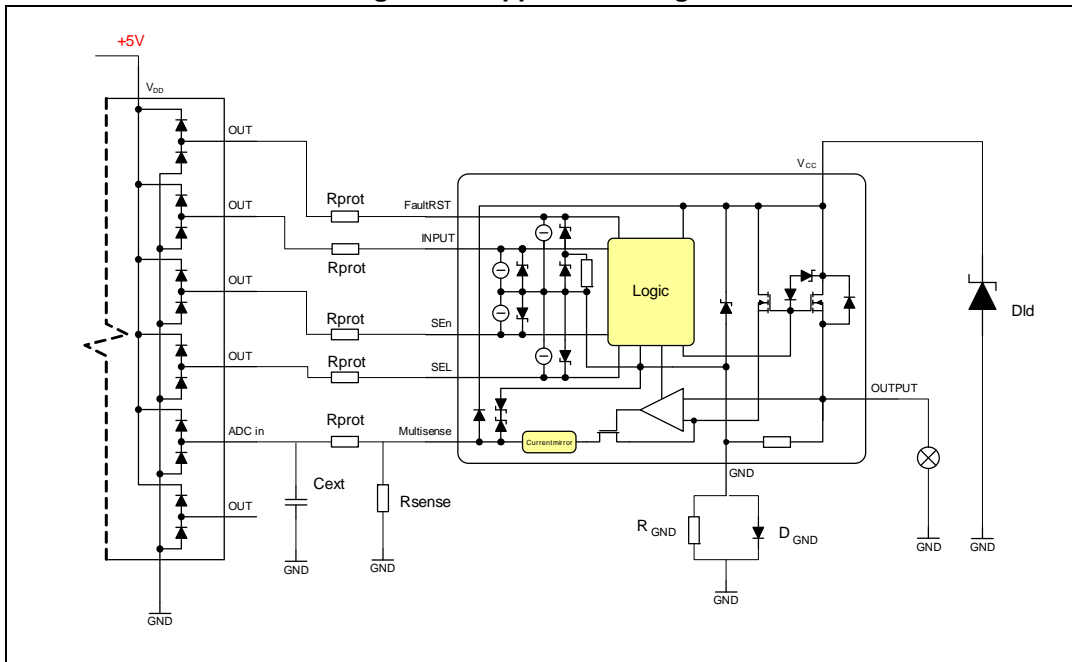 +5V
VDD
OUT
OUT
OUT
OUT
ADC in
OUT
GND
Rprot
Rprot
Rprot
Rprot
Rprot
Cext
GND
Rsense
GND
FaultRST
INPUT
SEn
SEL
Multisense
Logic
Currentmirror
VCC
OUTPUT
GND
RGND
DGND
GND
GND
Dld
GND